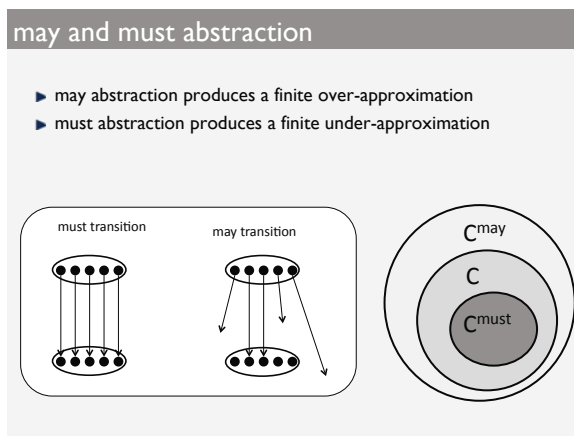 may and must abstraction
may abstraction produces a finite over-approximation
must abstraction produces a finite under-approximation
must transition
may transition
C^may
C
C^must